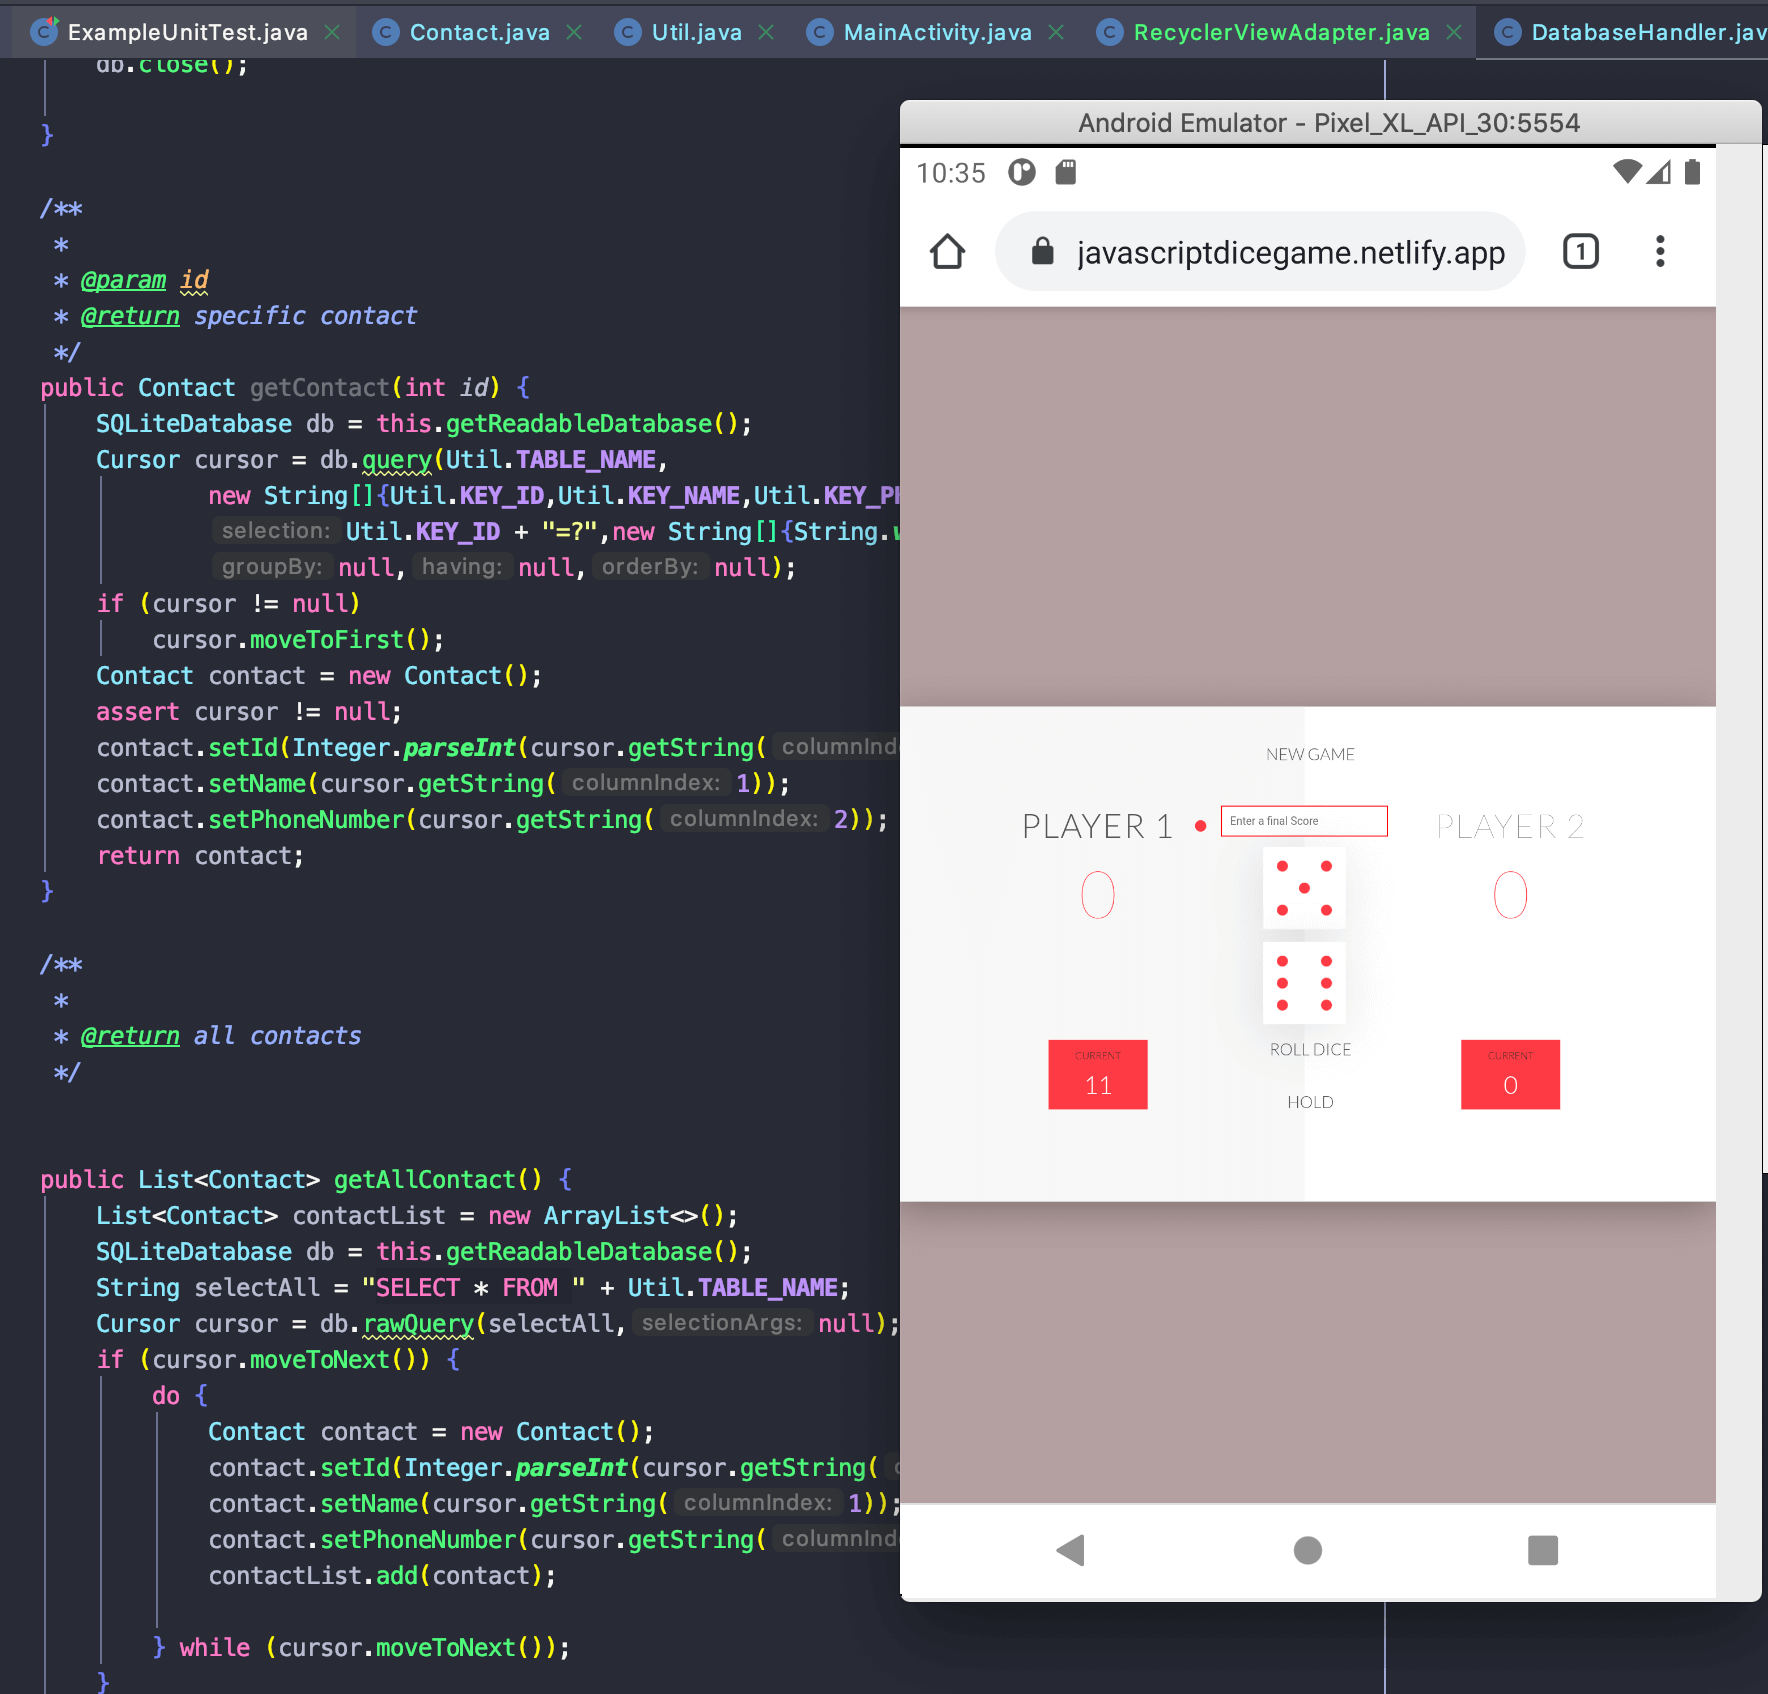 ExampleUnitTest.java Contact.java Util.java MainActivity.java RecyclerViewAdapter.java DatabaseHandler.jav
db.close();
}
/**
*
* @param id
* @return specific contact
*/
public Contact getContact(int id) {
SQLiteDatabase db = this.getReadableDatabase();
Cursor cursor = db.query(Util.TABLE_NAME,
new String[]{Util.KEY_ID,Util.KEY_NAME,Util.KEY_PH
selection: Util.KEY_ID + "=?",new String[]{String.v
groupBy: null, having: null, orderBy: null);
if (cursor != null)
cursor.moveToFirst();
Contact contact = new Contact();
assert cursor != null;
contact.setId(Integer.parseInt(cursor.getString( columnInd
contact.setName(cursor.getString( columnIndex: 1));
contact.setPhoneNumber(cursor.getString( columnIndex: 2));
return contact;
}
/**
*
* @return all contacts
*/
public List<Contact> getAllContact() {
List<Contact> contactList = new ArrayList<>();
SQLiteDatabase db = this.getReadableDatabase();
String selectAll = "SELECT * FROM " + Util.TABLE_NAME;
Cursor cursor = db.rawQuery(selectAll, selectionArgs: null);
if (cursor.moveToNext()) {
do {
Contact contact = new Contact();
contact.setId(Integer.parseInt(cursor.getString( c
contact.setName(cursor.getString( columnIndex: 1));
contact.setPhoneNumber(cursor.getString( columnInd
contactList.add(contact);
} while (cursor.moveToNext());
}
Android Emulator - Pixel_XL_API_30:5554
10:35
javascriptdicegame.netlify.app 1
NEW GAME
PLAYER 1 Enter a final Score PLAYER 2
0 0
ROLL DICE
CURRENT CURRENT
11 0
HOLD